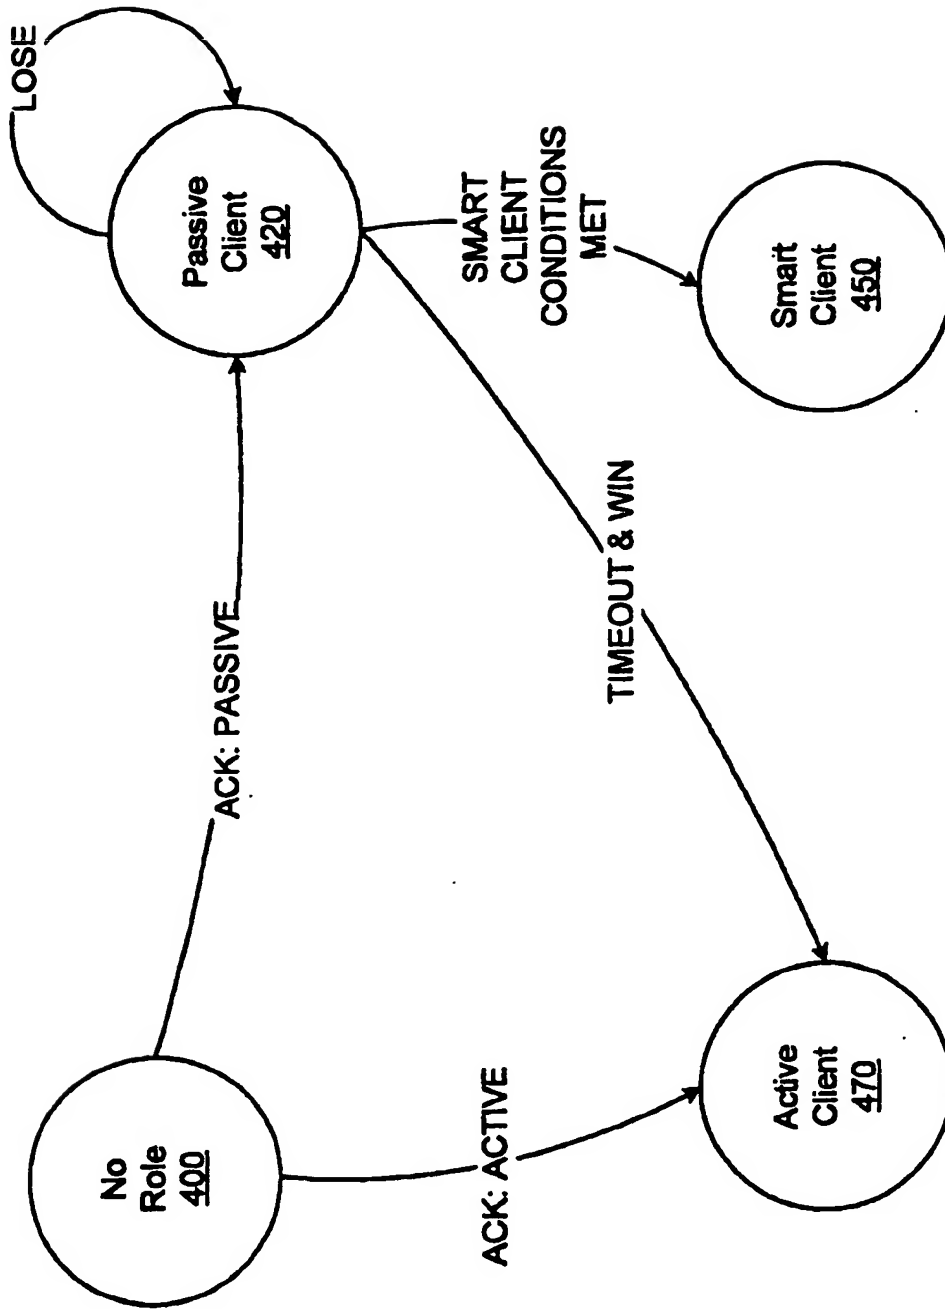 No
Role
400
ACK: PASSIVE
Passive
Client
420
LOSE
ACK: ACTIVE
TIMEOUT & WIN
SMART
CLIENT
CONDITIONS
MET
Active
Client
470
Smart
Client
450